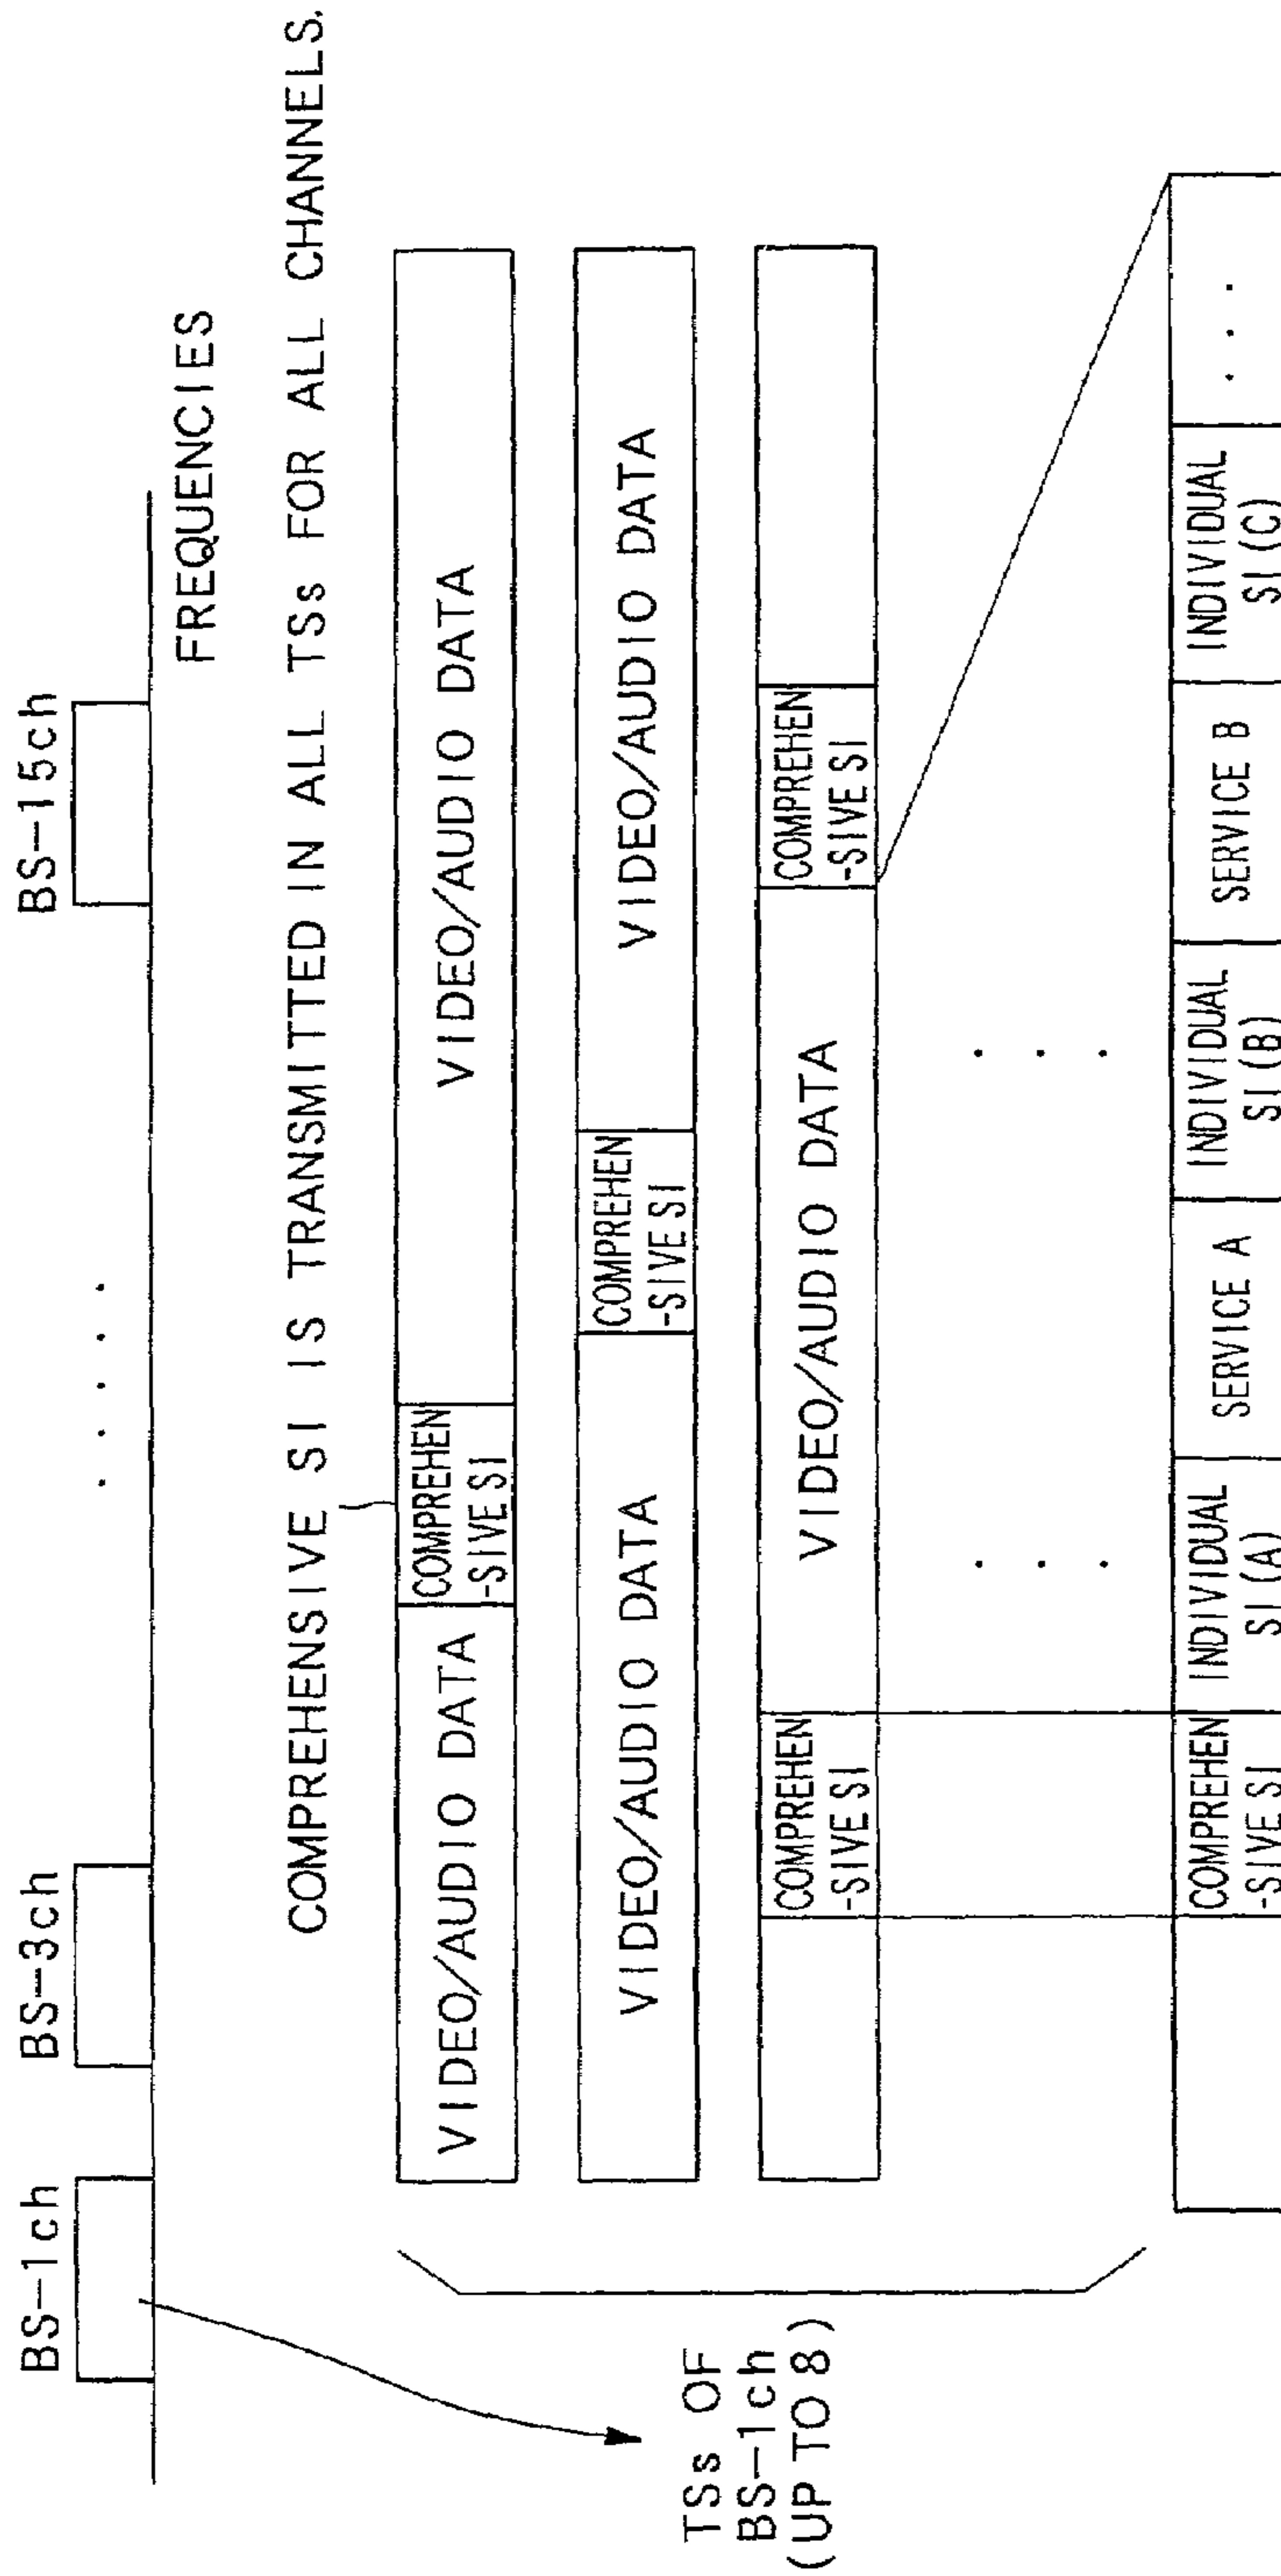 BS-1ch
BS-3ch
BS-15ch
. . . . .
FREQUENCIES
COMPREHENSIVE SI IS TRANSMITTED IN ALL TSs FOR ALL CHANNELS.
VIDEO/AUDIO DATA
COMPREHEN
-SIVE SI
VIDEO/AUDIO DATA
VIDEO/AUDIO DATA
COMPREHEN
-SIVE SI
VIDEO/AUDIO DATA
COMPREHEN
-SIVE SI
VIDEO/AUDIO DATA
COMPREHEN
-SIVE SI
TSs OF
BS-1ch
(UP TO 8)
. . .
. . .
COMPREHEN
-SIVE SI
INDIVIDUAL
SI (A)
SERVICE A
INDIVIDUAL
SI (B)
SERVICE B
INDIVIDUAL
SI (C)
. . .